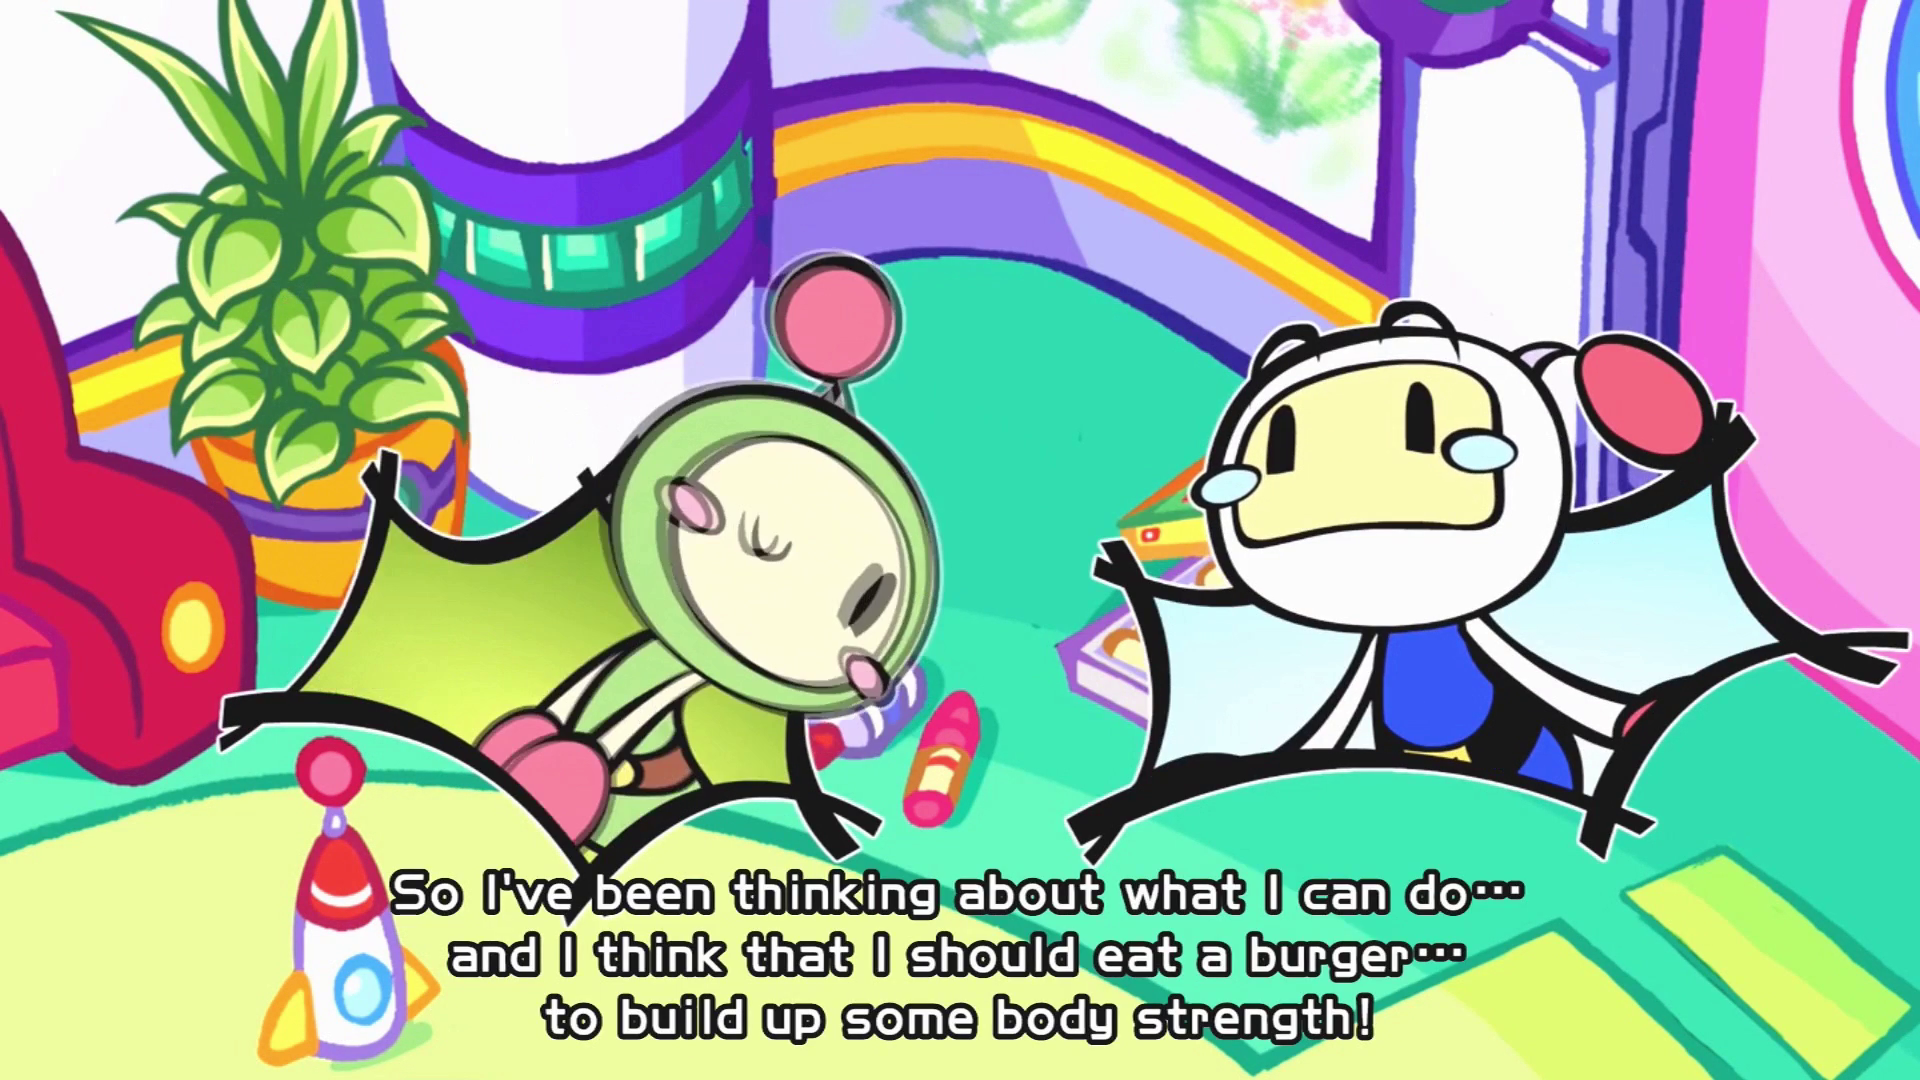 So I've been thinking about what I can do…
and I think that I should eat a burger…
to build up some body strength!